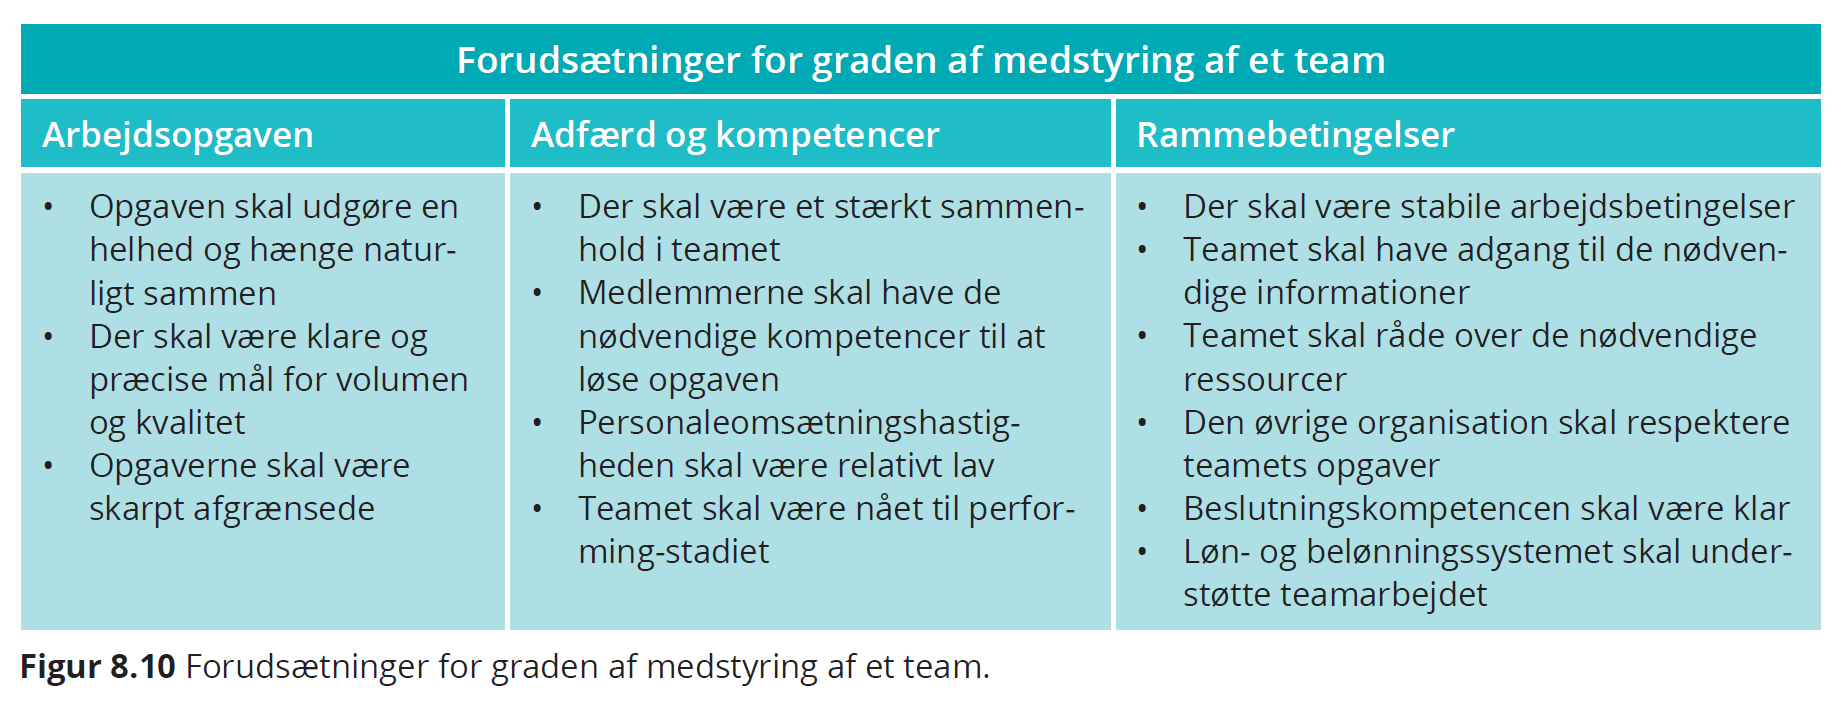 Forudsætninger for graden af medstyring af et team
Arbejdsopgaven
• Opgaven skal udgøre en
helhed og hænge natur-
ligt sammen
• Der skal være klare og
præcise mål for volumen
og kvalitet
• Opgaverne skal være
skarpt afgrænsede
Adfærd og kompetencer
• Der skal være et stærkt sammen-
hold i teamet
• Medlemmerne skal have de
nødvendige kompetencer til at
løse opgaven
• Personaleomsætningshastig-
heden skal være relativt lav
• Teamet skal være nået til perfor-
ming-stadiet
Rammebetingelser
• Der skal være stabile arbejdsbetingelser
• Teamet skal have adgang til de nødven-
dige informationer
• Teamet skal råde over de nødvendige
ressourcer
• Den øvrige organisation skal respektere
teamets opgaver
• Beslutningskompetencen skal være klar
• Løn- og belønningssystemet skal under-
støtte teamarbejdet
Figur 8.10 Forudsætninger for graden af medstyring af et team.